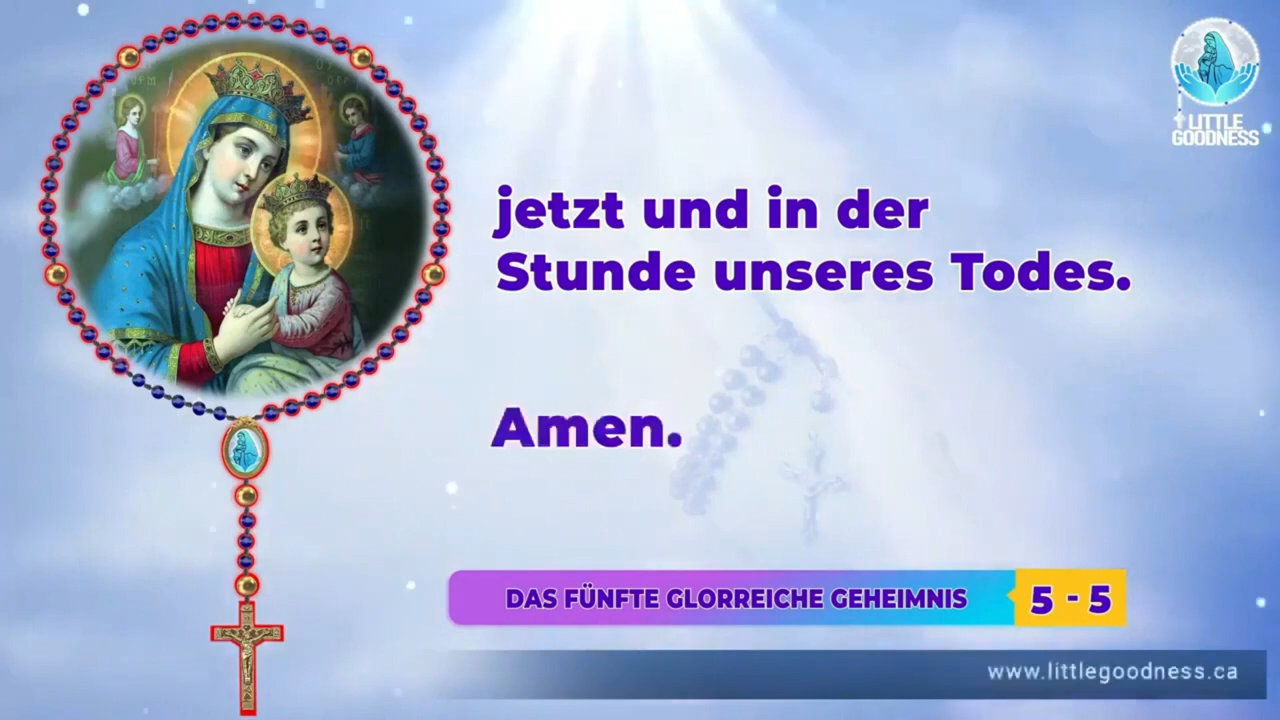 LITTLE
GOODNESS
jetzt und in der
Stunde unseres Todes.
Amen.
DAS FÜNFTE GLORREICHE GEHEIMNIS 5 - 5
www.littlegoodness.ca